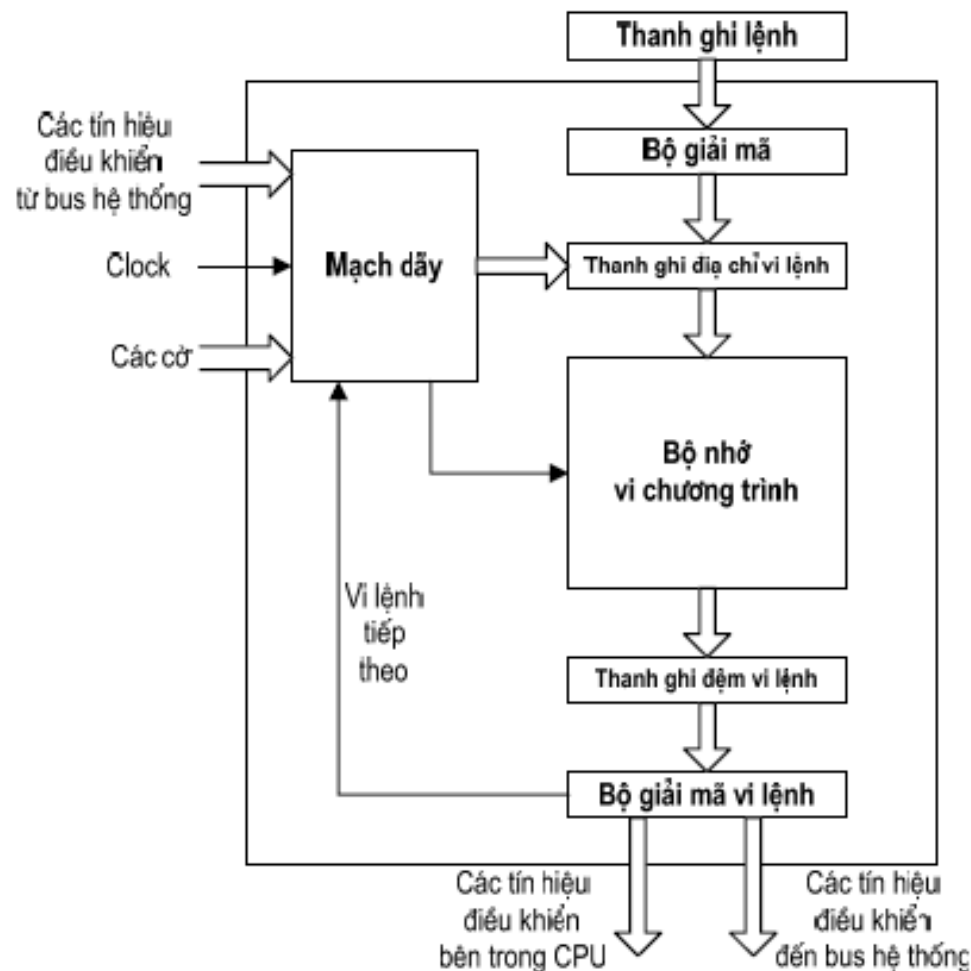 Thanh ghi lệnh
Các tín hiệu
điều khiển
từ bus hệ thống
Bộ giải mã
Clock
Mạch dãy
Thanh ghi địa chỉ vi lệnh
Các cờ
Bộ nhớ
vi chương trình
Vi lệnh
tiếp
theo
Thanh ghi đệm vi lệnh
Bộ giải mã vi lệnh
Các tín hiệu
điều khiển
bên trong CPU
Các tín hiệu
điều khiển
đến bus hệ thống